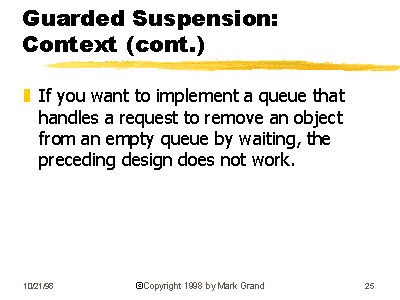 Guarded Suspension:
Context (cont.)
If you want to implement a queue that
handles a request to remove an object
from an empty queue by waiting, the
preceding design does not work.
10/21/98 ©Copyright 1998 by Mark Grand 25